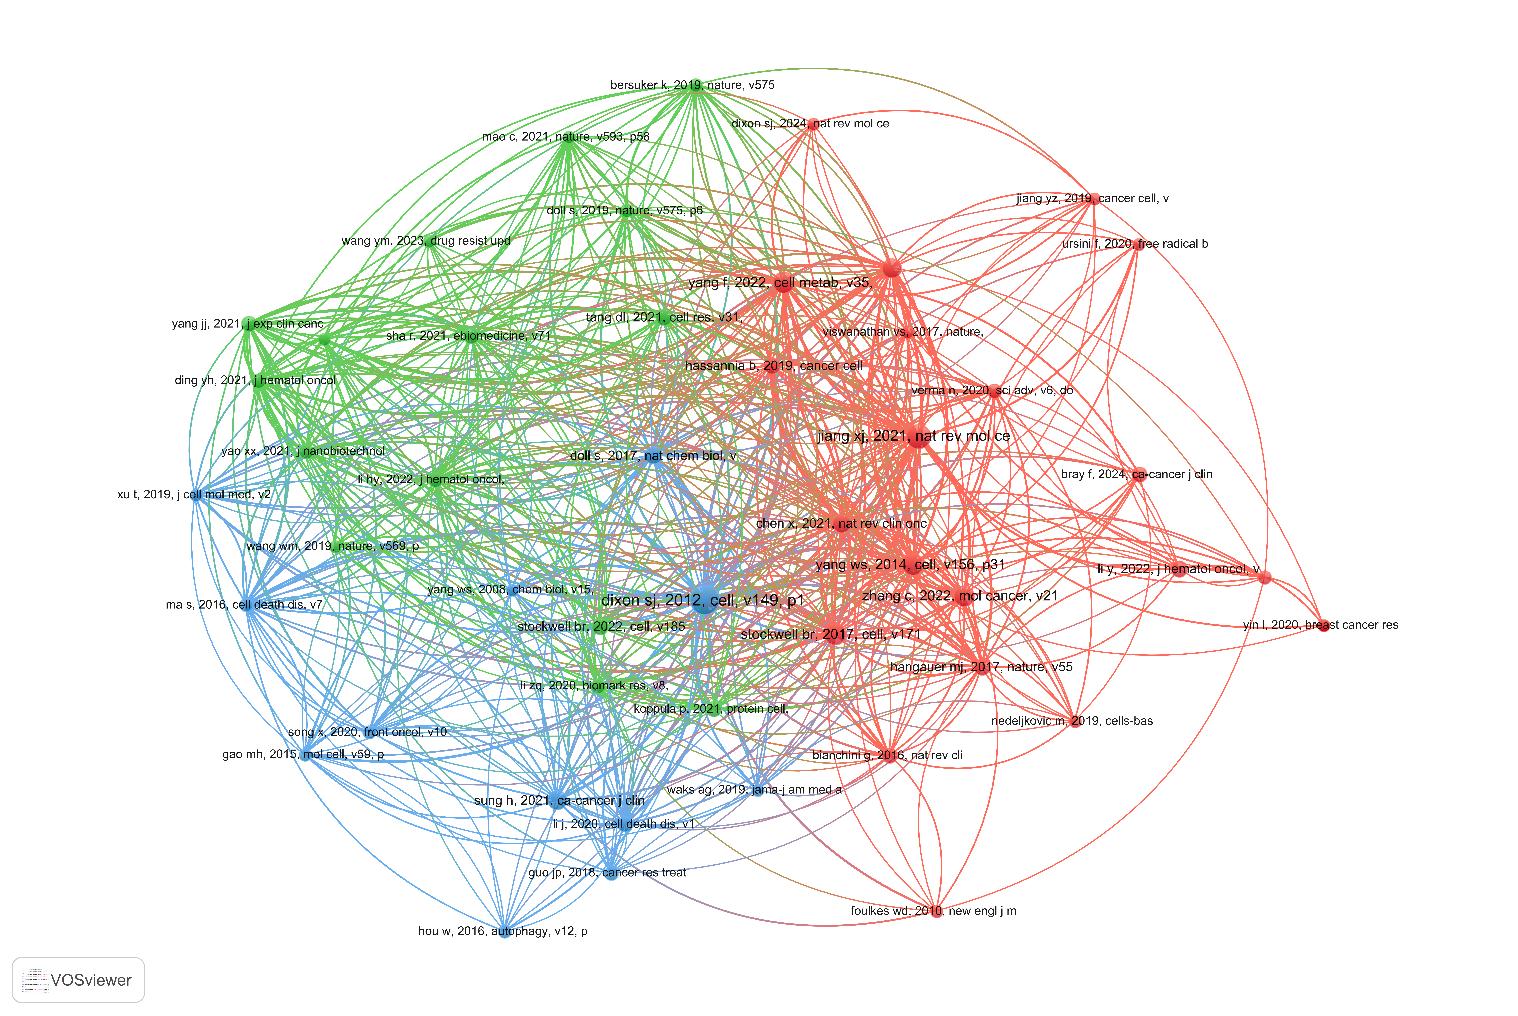 bersuker k, 2019, nature, v575
dixon sj, 2024, nat rev mol ce
mao c, 2021, nature, v593, p58
jiang yz, 2019, cancer cell, v
doll s, 2019, nature, v575, p6
wang ym, 2023, drug resist upd
ursini f, 2020, free radical b
yang f, 2022, cell metab, v35,
tang dl, 2021, cell res, v31,
yang jj, 2021, j exp clin canc
viswanathan vs, 2017, nature,
sha r, 2021, ebiomedicine, v71
hassannia b, 2019, cancer cell
ding yh, 2021, j hematol oncol
verma n, 2020, sci adv, v6, do
jiang xj, 2021, nat rev mol ce
yao xx, 2021, j nanobiotechnol
doll s, 2017, nat chem biol, v
li hy, 2022, j hematol oncol,
bray f, 2024, ca-cancer j clin
xu t, 2019, j cell mol med, v2
chen x, 2021, nat rev clin onc
wang wm, 2019, nature, v569, p
yang ws, 2014, cell, v156, p31
li y, 2022, j hematol oncol, v
yang ws, 2008, chem biol, v15,
zhang c, 2022, mol cancer, v21
ma s, 2016, cell death dis, v7
dixon sj, 2012, cell, v149, p1
stockwell br, 2022, cell, v185
stockwell br, 2017, cell, v171
yin l, 2020, breast cancer res
hangauer mj, 2017, nature, v55
li zq, 2020, biomark res, v8,
koppula p, 2021, protein cell,
nedeljkovic m, 2019, cells-bas
song x, 2020, front oncol, v10
gao mh, 2015, mol cell, v59, p
bianchini g, 2016, nat rev cli
waks ag, 2019, jama-j am med a
sung h, 2021, ca-cancer j clin
li j, 2020, cell death dis, v1
guo jp, 2018, cancer res treat
foulkes wd, 2010, new engl j m
hou w, 2016, autophagy, v12, p
VOSviewer